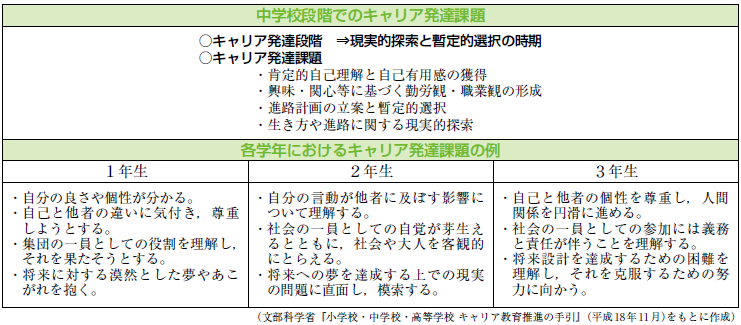 中学校段階でのキャリア発達課題
○キャリア発達段階　⇒現実的探索と暫定的選択の時期
○キャリア発達課題
・肯定的自己理解と自己有用感の獲得
・興味・関心等に基づく勤労観・職業観の形成
・進路計画の立案と暫定的選択
・生き方や進路に関する現実的探索
各学年におけるキャリア発達課題の例
1年生
・自分の良さや個性が分かる。
・自己と他者の違いに気付き，尊重
しようとする。
・集団の一員としての役割を理解し，
それを果たそうとする。
・将来に対する漠然とした夢やあこ
がれを抱く。
2年生
・自分の言動が他者に及ぼす影響に
ついて理解する。
・社会の一員としての自覚が芽生え
るとともに，社会や大人を客観的
にとらえる。
・将来への夢を達成する上での現実
の問題に直面し，模索する。
3年生
・自己と他者の個性を尊重し，人間
関係を円滑に進める。
・社会の一員としての参加には義務
と責任が伴うことを理解する。
・将来設計を達成するための困難を
理解し，それを克服するための努
力に向かう。
（文部科学省『小学校・中学校・高等学校 キャリア教育推進の手引』（平成18年11月）をもとに作成）